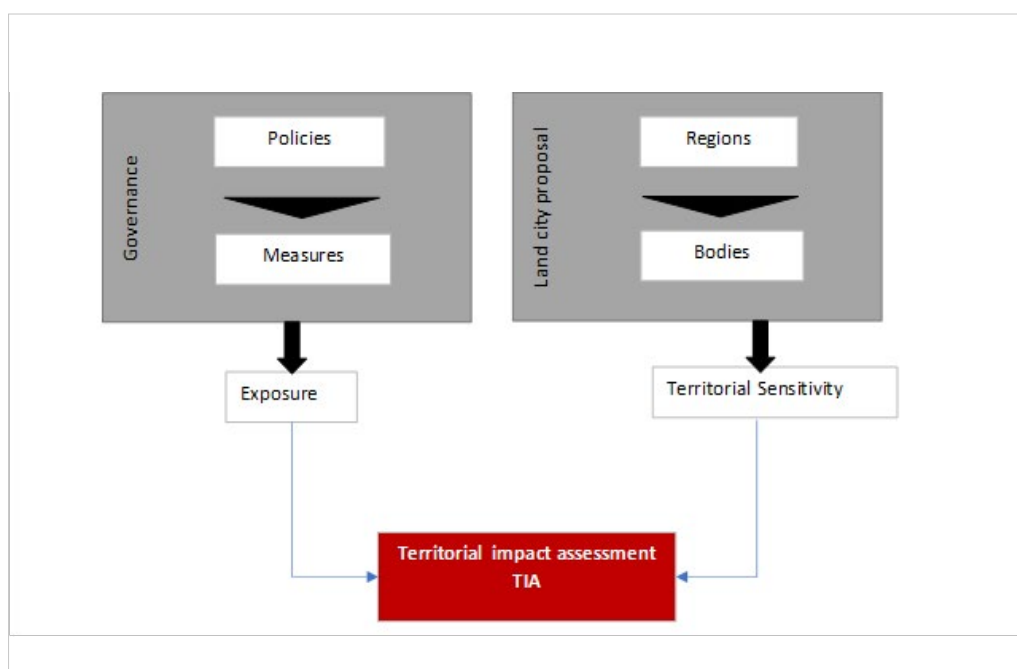 Governance
Policies
Measures
Exposure
Land city proposal
Regions
Bodies
Territorial Sensitivity
Territorial impact assessment
TIA